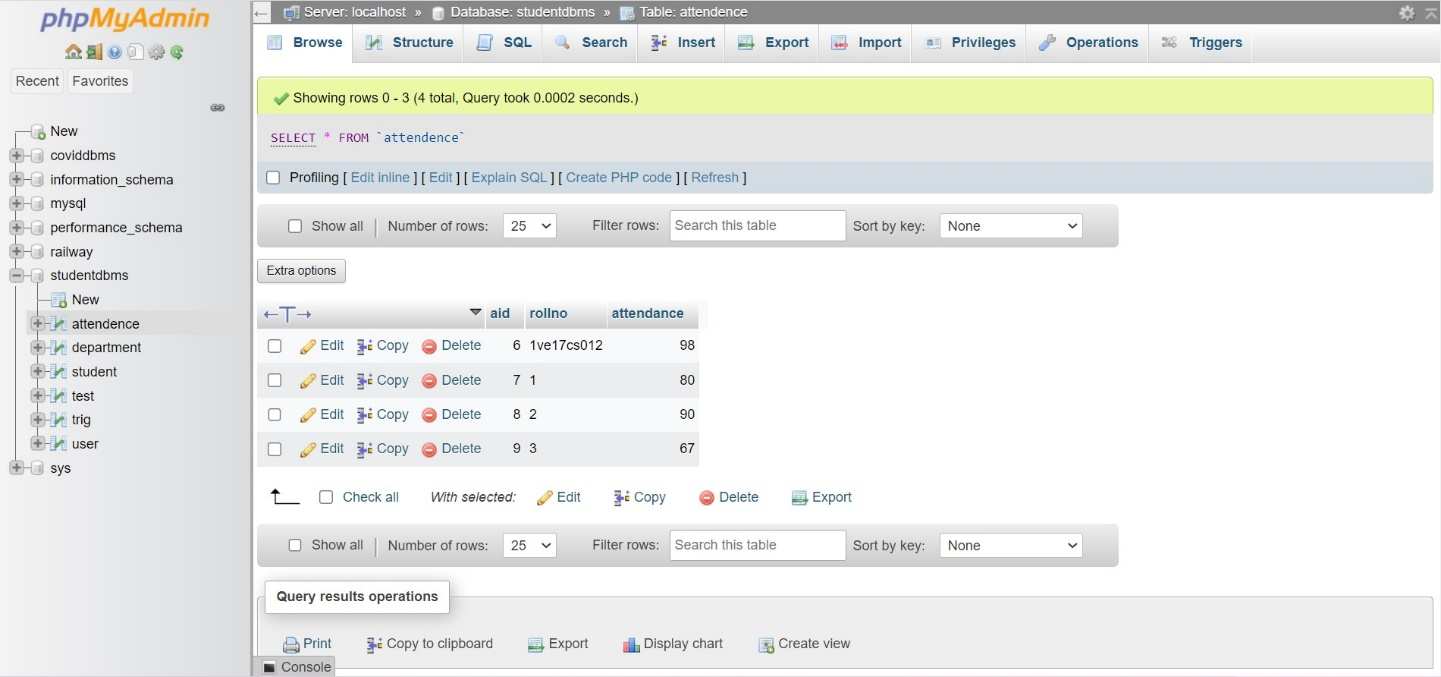 phpMyAdmin
Recent Favorites
New
coviddbms
information_schema
mysql
performance_schema
railway
studentdbms
New
attendence
department
student
test
trig
user
sys
Server: localhost » Database: studentdbms » Table: attendence
Browse Structure SQL Search Insert Export Import Privileges Operations Triggers
Showing rows 0 - 3 (4 total, Query took 0.0002 seconds.)
SELECT * FROM `attendence`
Profiling [ Edit inline ] [ Edit ] [ Explain SQL ] [ Create PHP code ] [ Refresh ]
Show all Number of rows: 25 Filter rows: Search this table Sort by key: None
Extra options
←T→ aid rollno attendance
Edit Copy Delete 6 1ve17cs012 98
Edit Copy Delete 7 1 80
Edit Copy Delete 8 2 90
Edit Copy Delete 9 3 67
Check all With selected: Edit Copy Delete Export
Show all Number of rows: 25 Filter rows: Search this table Sort by key: None
Query results operations
Print Copy to clipboard Export Display chart Create view
Console